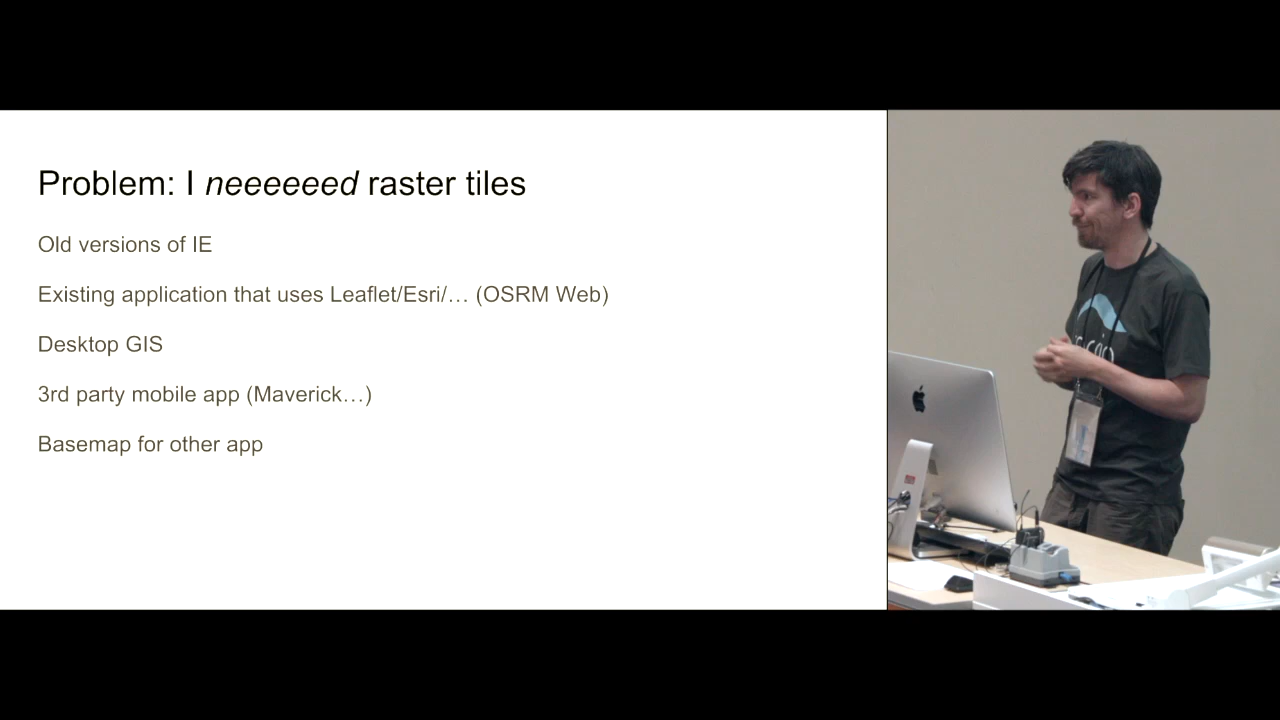 Problem: I neeeeeed raster tiles
Old versions of IE
Existing application that uses Leaflet/Esri/… (OSRM Web)
Desktop GIS
3rd party mobile app (Maverick…)
Basemap for other app